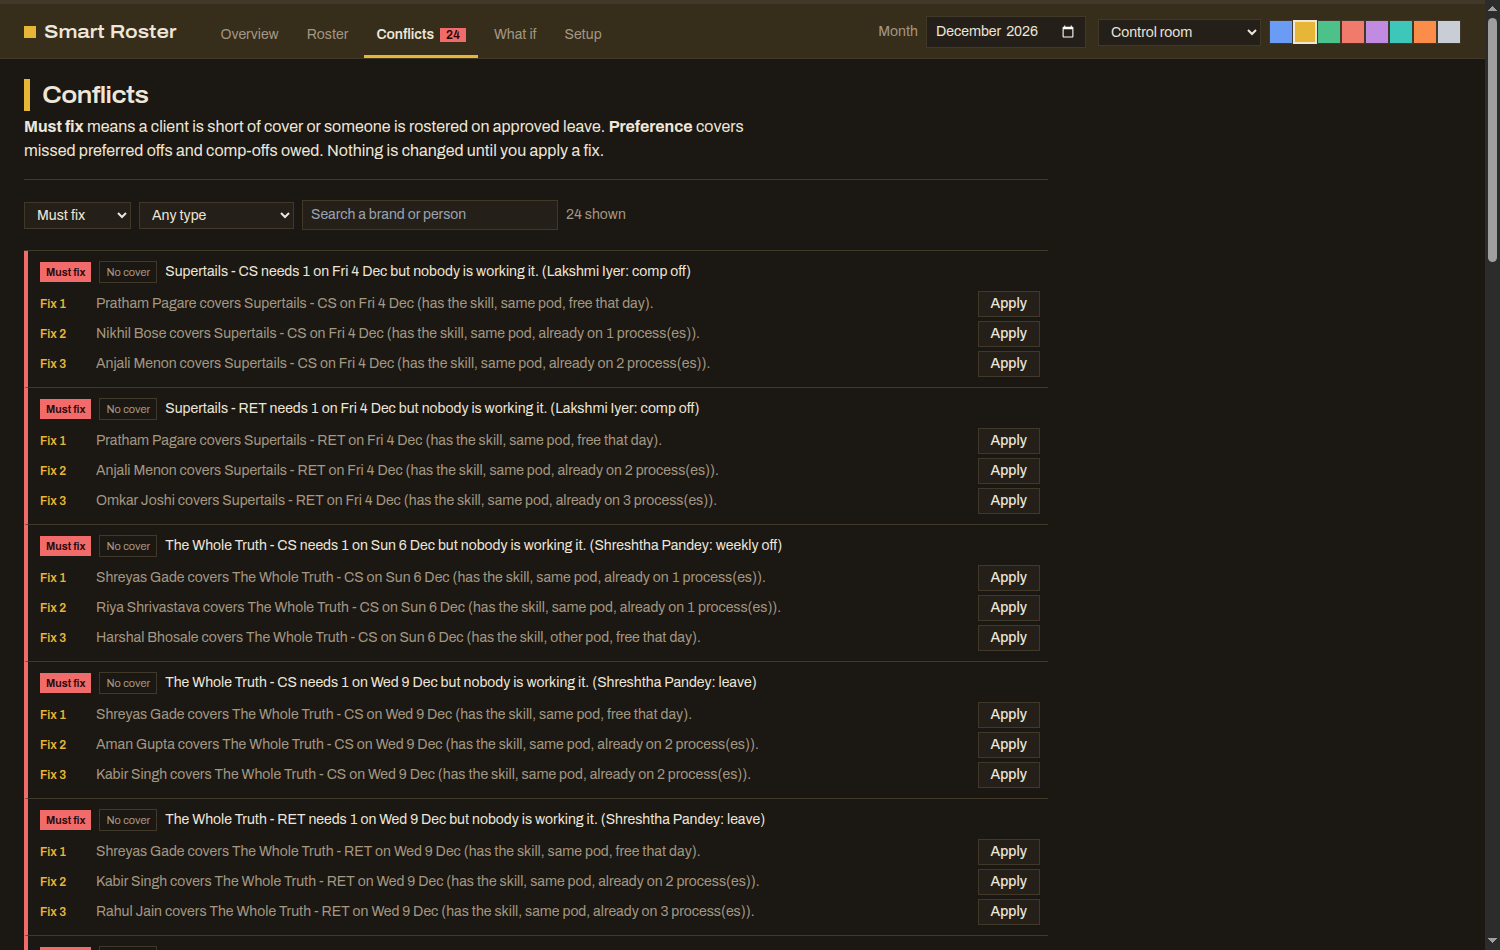 Smart Roster
Overview
Roster
Conflicts 24
What if
Setup
Month
December 2026
Control room
Conflicts
Must fix means a client is short of cover or someone is rostered on approved leave. Preference covers
missed preferred offs and comp-offs owed. Nothing is changed until you apply a fix.
Must fix
Any type
Search a brand or person
24 shown
Must fix No cover Supertails - CS needs 1 on Fri 4 Dec but nobody is working it. (Lakshmi Iyer: comp off)
Fix 1 Pratham Pagare covers Supertails - CS on Fri 4 Dec (has the skill, same pod, free that day). Apply
Fix 2 Nikhil Bose covers Supertails - CS on Fri 4 Dec (has the skill, same pod, already on 1 process(es)). Apply
Fix 3 Anjali Menon covers Supertails - CS on Fri 4 Dec (has the skill, same pod, already on 2 process(es)). Apply
Must fix No cover Supertails - RET needs 1 on Fri 4 Dec but nobody is working it. (Lakshmi Iyer: comp off)
Fix 1 Pratham Pagare covers Supertails - RET on Fri 4 Dec (has the skill, same pod, free that day). Apply
Fix 2 Anjali Menon covers Supertails - RET on Fri 4 Dec (has the skill, same pod, already on 2 process(es)). Apply
Fix 3 Omkar Joshi covers Supertails - RET on Fri 4 Dec (has the skill, same pod, already on 3 process(es)). Apply
Must fix No cover The Whole Truth - CS needs 1 on Sun 6 Dec but nobody is working it. (Shreshtha Pandey: weekly off)
Fix 1 Shreyas Gade covers The Whole Truth - CS on Sun 6 Dec (has the skill, same pod, already on 1 process(es)). Apply
Fix 2 Riya Shrivastava covers The Whole Truth - CS on Sun 6 Dec (has the skill, same pod, already on 1 process(es)). Apply
Fix 3 Harshal Bhosale covers The Whole Truth - CS on Sun 6 Dec (has the skill, other pod, free that day). Apply
Must fix No cover The Whole Truth - CS needs 1 on Wed 9 Dec but nobody is working it. (Shreshtha Pandey: leave)
Fix 1 Shreyas Gade covers The Whole Truth - CS on Wed 9 Dec (has the skill, same pod, free that day). Apply
Fix 2 Aman Gupta covers The Whole Truth - CS on Wed 9 Dec (has the skill, same pod, already on 2 process(es)). Apply
Fix 3 Kabir Singh covers The Whole Truth - CS on Wed 9 Dec (has the skill, same pod, already on 2 process(es)). Apply
Must fix No cover The Whole Truth - RET needs 1 on Wed 9 Dec but nobody is working it. (Shreshtha Pandey: leave)
Fix 1 Shreyas Gade covers The Whole Truth - RET on Wed 9 Dec (has the skill, same pod, free that day). Apply
Fix 2 Kabir Singh covers The Whole Truth - RET on Wed 9 Dec (has the skill, same pod, already on 2 process(es)). Apply
Fix 3 Rahul Jain covers The Whole Truth - RET on Wed 9 Dec (has the skill, same pod, already on 3 process(es)). Apply